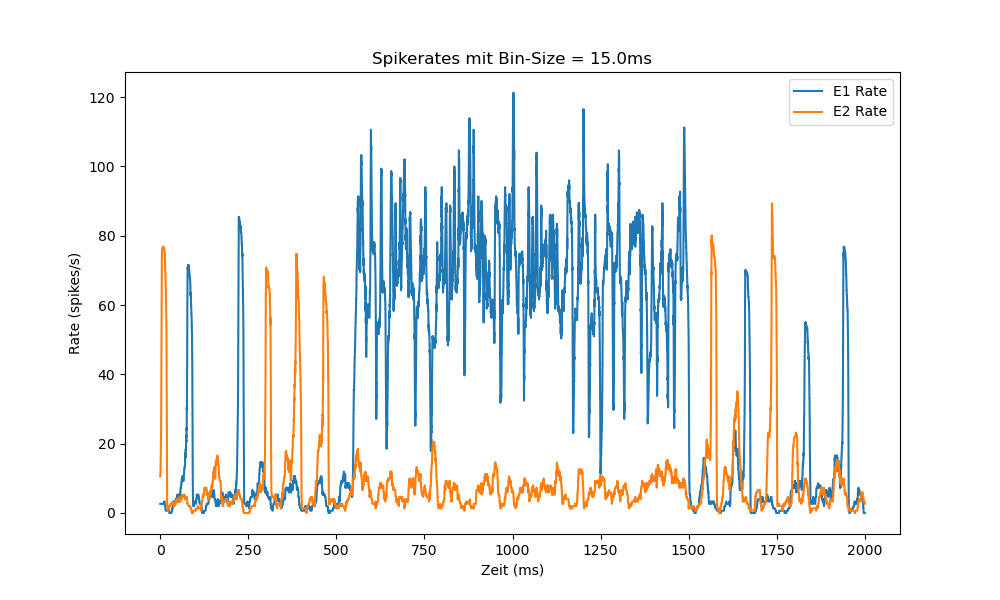 Spikerates mit Bin-Size = 15.0ms
E1 Rate
E2 Rate
Rate (spikes/s)
120
100
80
60
40
20
0
0 250 500 750 1000 1250 1500 1750 2000
Zeit (ms)